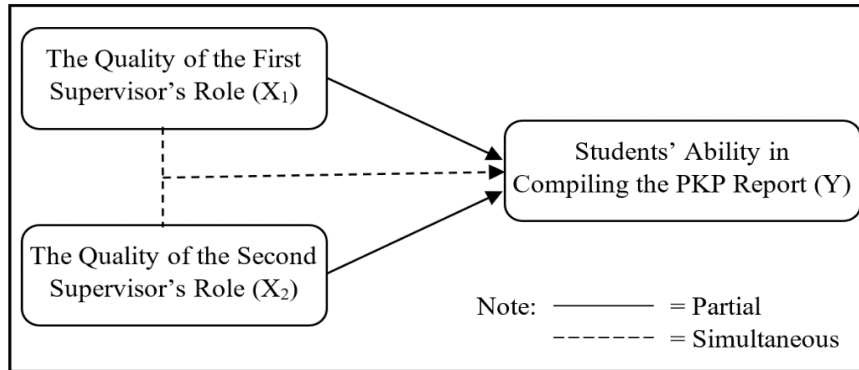 The Quality of the First
Supervisor’s Role (X₁)
Students’ Ability in
Compiling the PKP Report (Y)
The Quality of the Second
Supervisor’s Role (X₂)
Note:
= Partial
= Simultaneous